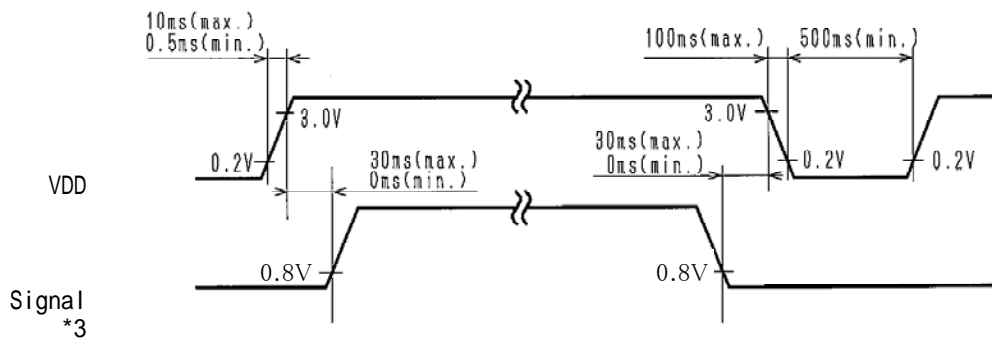 10ms(max.)
0.5ms(min.)
100ms(max.)
500ms(min.)
3.0V
3.0V
0.2V
30ms(max.)
0ms(min.)
30ms(max.)
0ms(min.)
0.2V
0.2V
VDD
0.8V
0.8V
Signal
*3